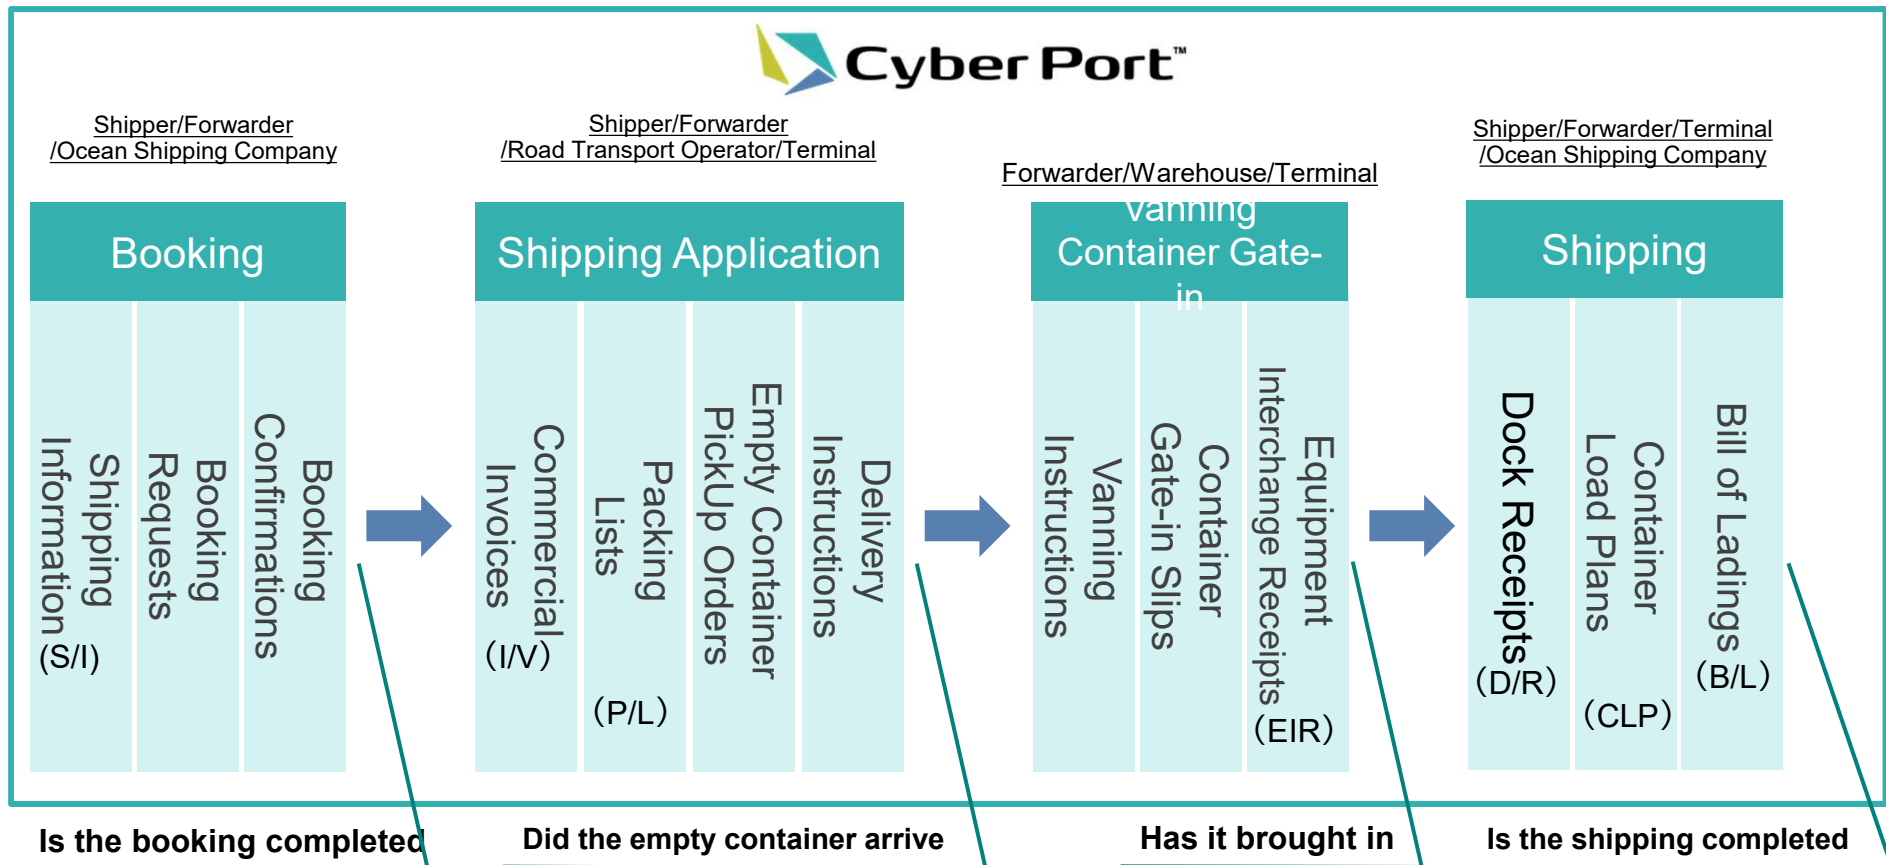 Cyber Port™
Shipper/Forwarder
/Ocean Shipping Company
Booking
Shipping
Information
(S/I)
Booking
Requests
Booking
Confirmations
Shipper/Forwarder
/Road Transport Operator/Terminal
Shipping Application
Commercial
Invoices
(I/V)
Packing
Lists
(P/L)
Empty Container
PickUp Orders
Delivery
Instructions
Forwarder/Warehouse/Terminal
Vanning
Container Gate-
in
Vanning
Instructions
Container
Gate-in Slips
Equipment
Interchange Receipts
(EIR)
Shipper/Forwarder/Terminal
/Ocean Shipping Company
Shipping
Dock Receipts
(D/R)
Container
Load Plans
(CLP)
Bill of Ladings
(B/L)
Is the booking completed
Did the empty container arrive
Has it brought in
Is the shipping completed